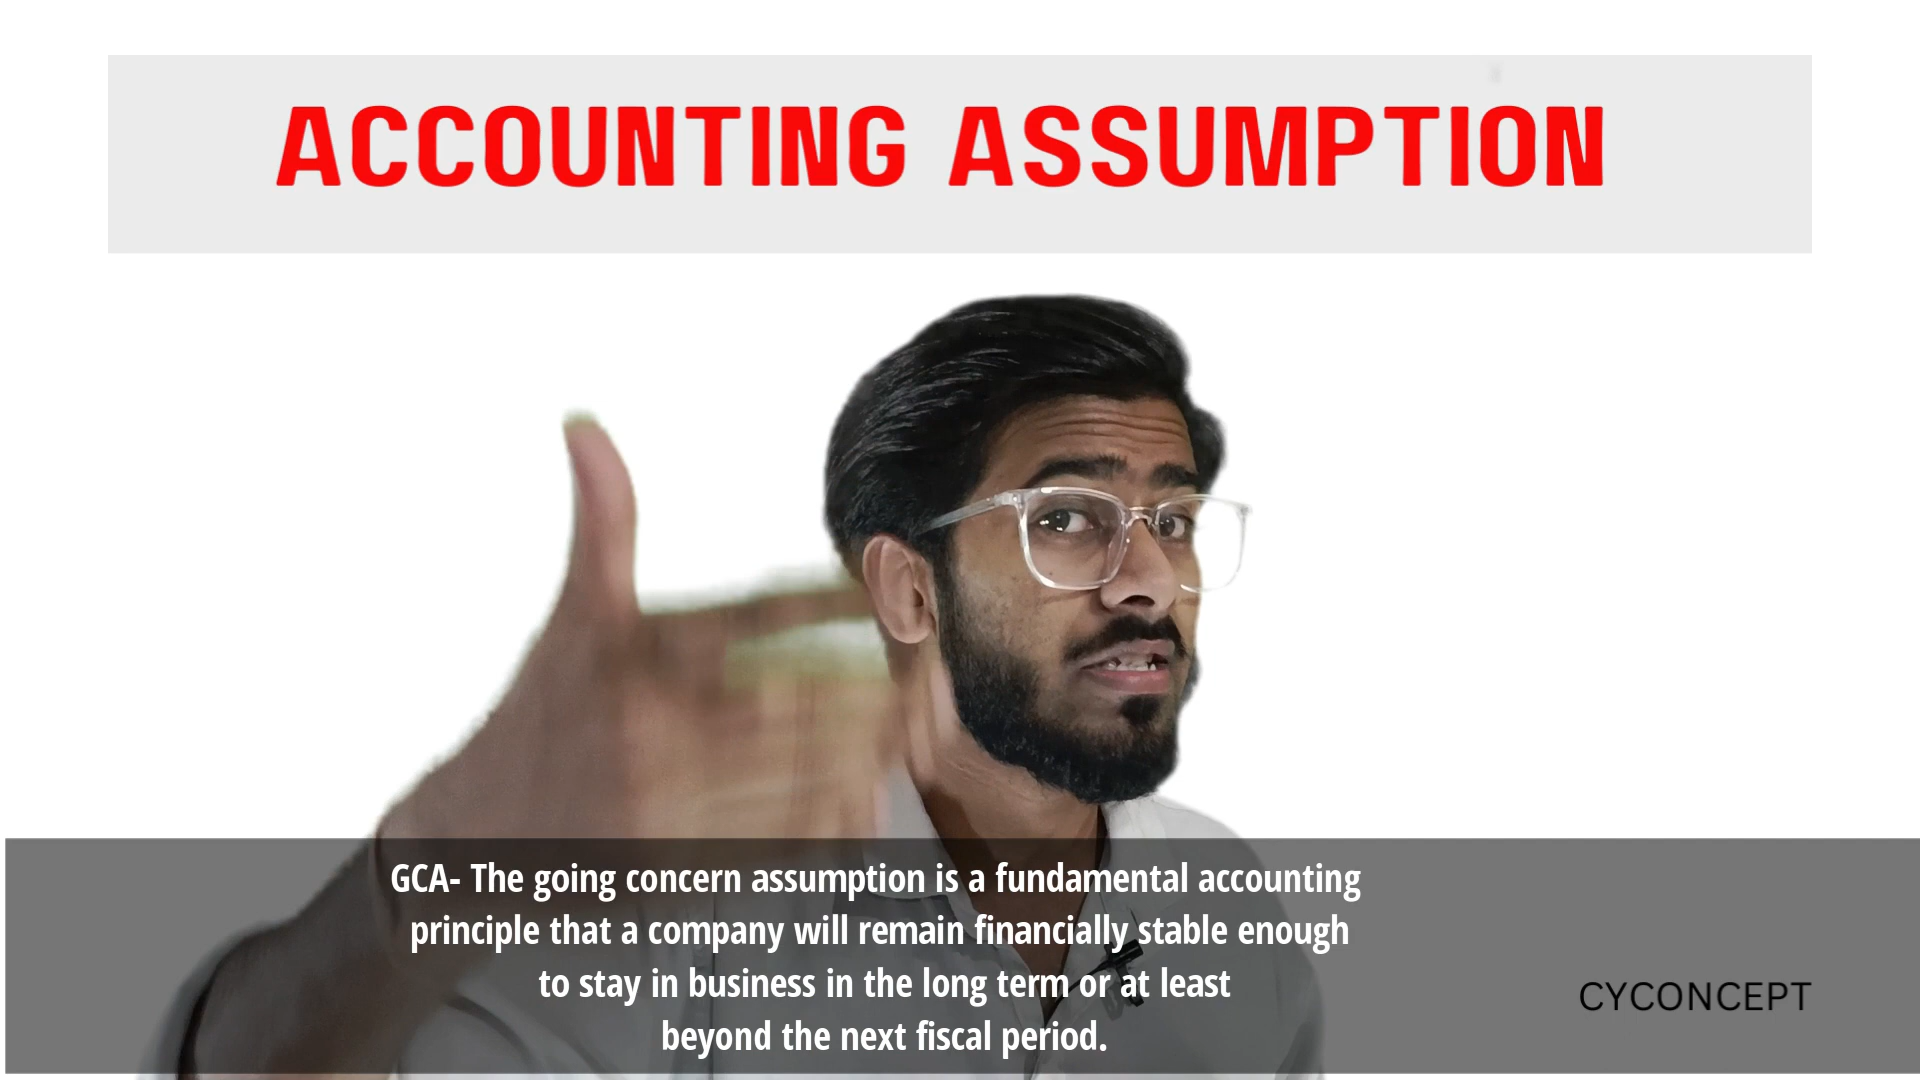 ACCOUNTING ASSUMPTION
GCA- The going concern assumption is a fundamental accounting
principle that a company will remain financially stable enough
to stay in business in the long term or at least
beyond the next fiscal period.
CYCONCEPT